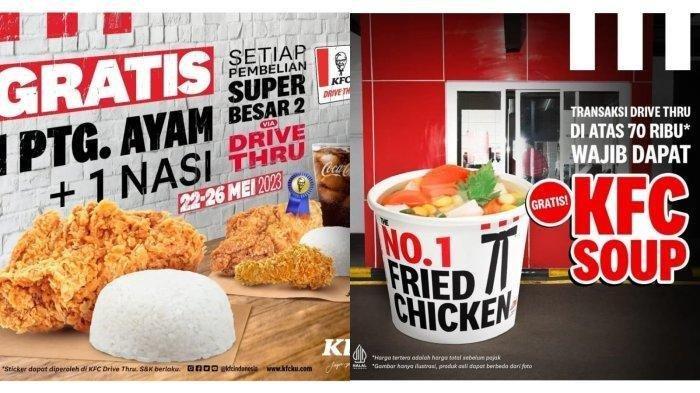 GRATIS
1 PTG. AYAM
+ 1 NASI
SETIAP
PEMBELIAN
SUPER
BESAR 2
VIA
DRIVE
THRU
22-26 MEI 2023
KFC
DRIVE THRU
Coca-Cola
*Sticker dapat diperoleh di KFC Drive Thru. S&K berlaku.
@kfcindonesia
www.kfcku.com
TRANSAKSI DRIVE THRU
DI ATAS 70 RIBU*
WAJIB DAPAT
GRATIS!
KFC
SOUP
THE
NO.1
FRIED
CHICKEN
HALAL
*Harga tertera adalah harga total sebelum pajak
*Gambar hanya ilustrasi, produk asli dapat berbeda dari foto